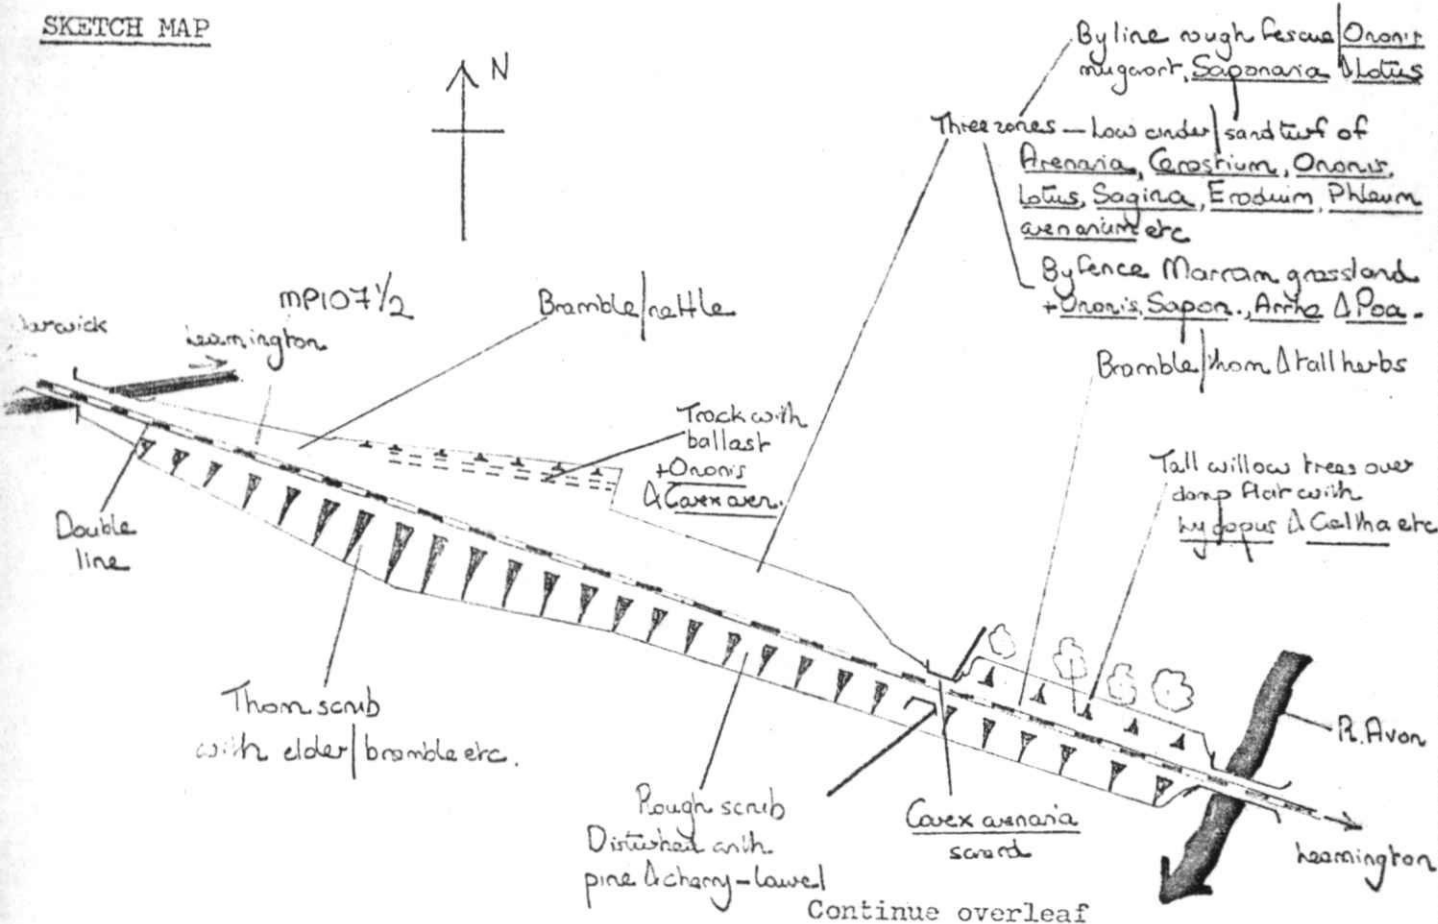 SKETCH MAP
N
By line rough fescue/Ononis
mugwort, Saponaria & Lotus
Three zones — Low cinder/sand turf of
Arenaria, Cerastium, Ononis,
Lotus, Sagina, Erodium, Phleum
arenarium etc
By fence Marram grassland
+ Ononis, Sapon., Arrhe & Poa.
Bramble/thorn & tall herbs
MP107½
Bramble/nettle
arwick
Leamington
Track with
ballast
+ Ononis
& Carex aren.
Tall willow trees over
damp flat with
Lycopus & Caltha etc
Double
line
Thorn scrub
with elder/bramble etc.
Rough scrub
Disturbed with
pine & cherry-laurel
Carex arenaria
sward
R. Avon
Leamington
Continue overleaf